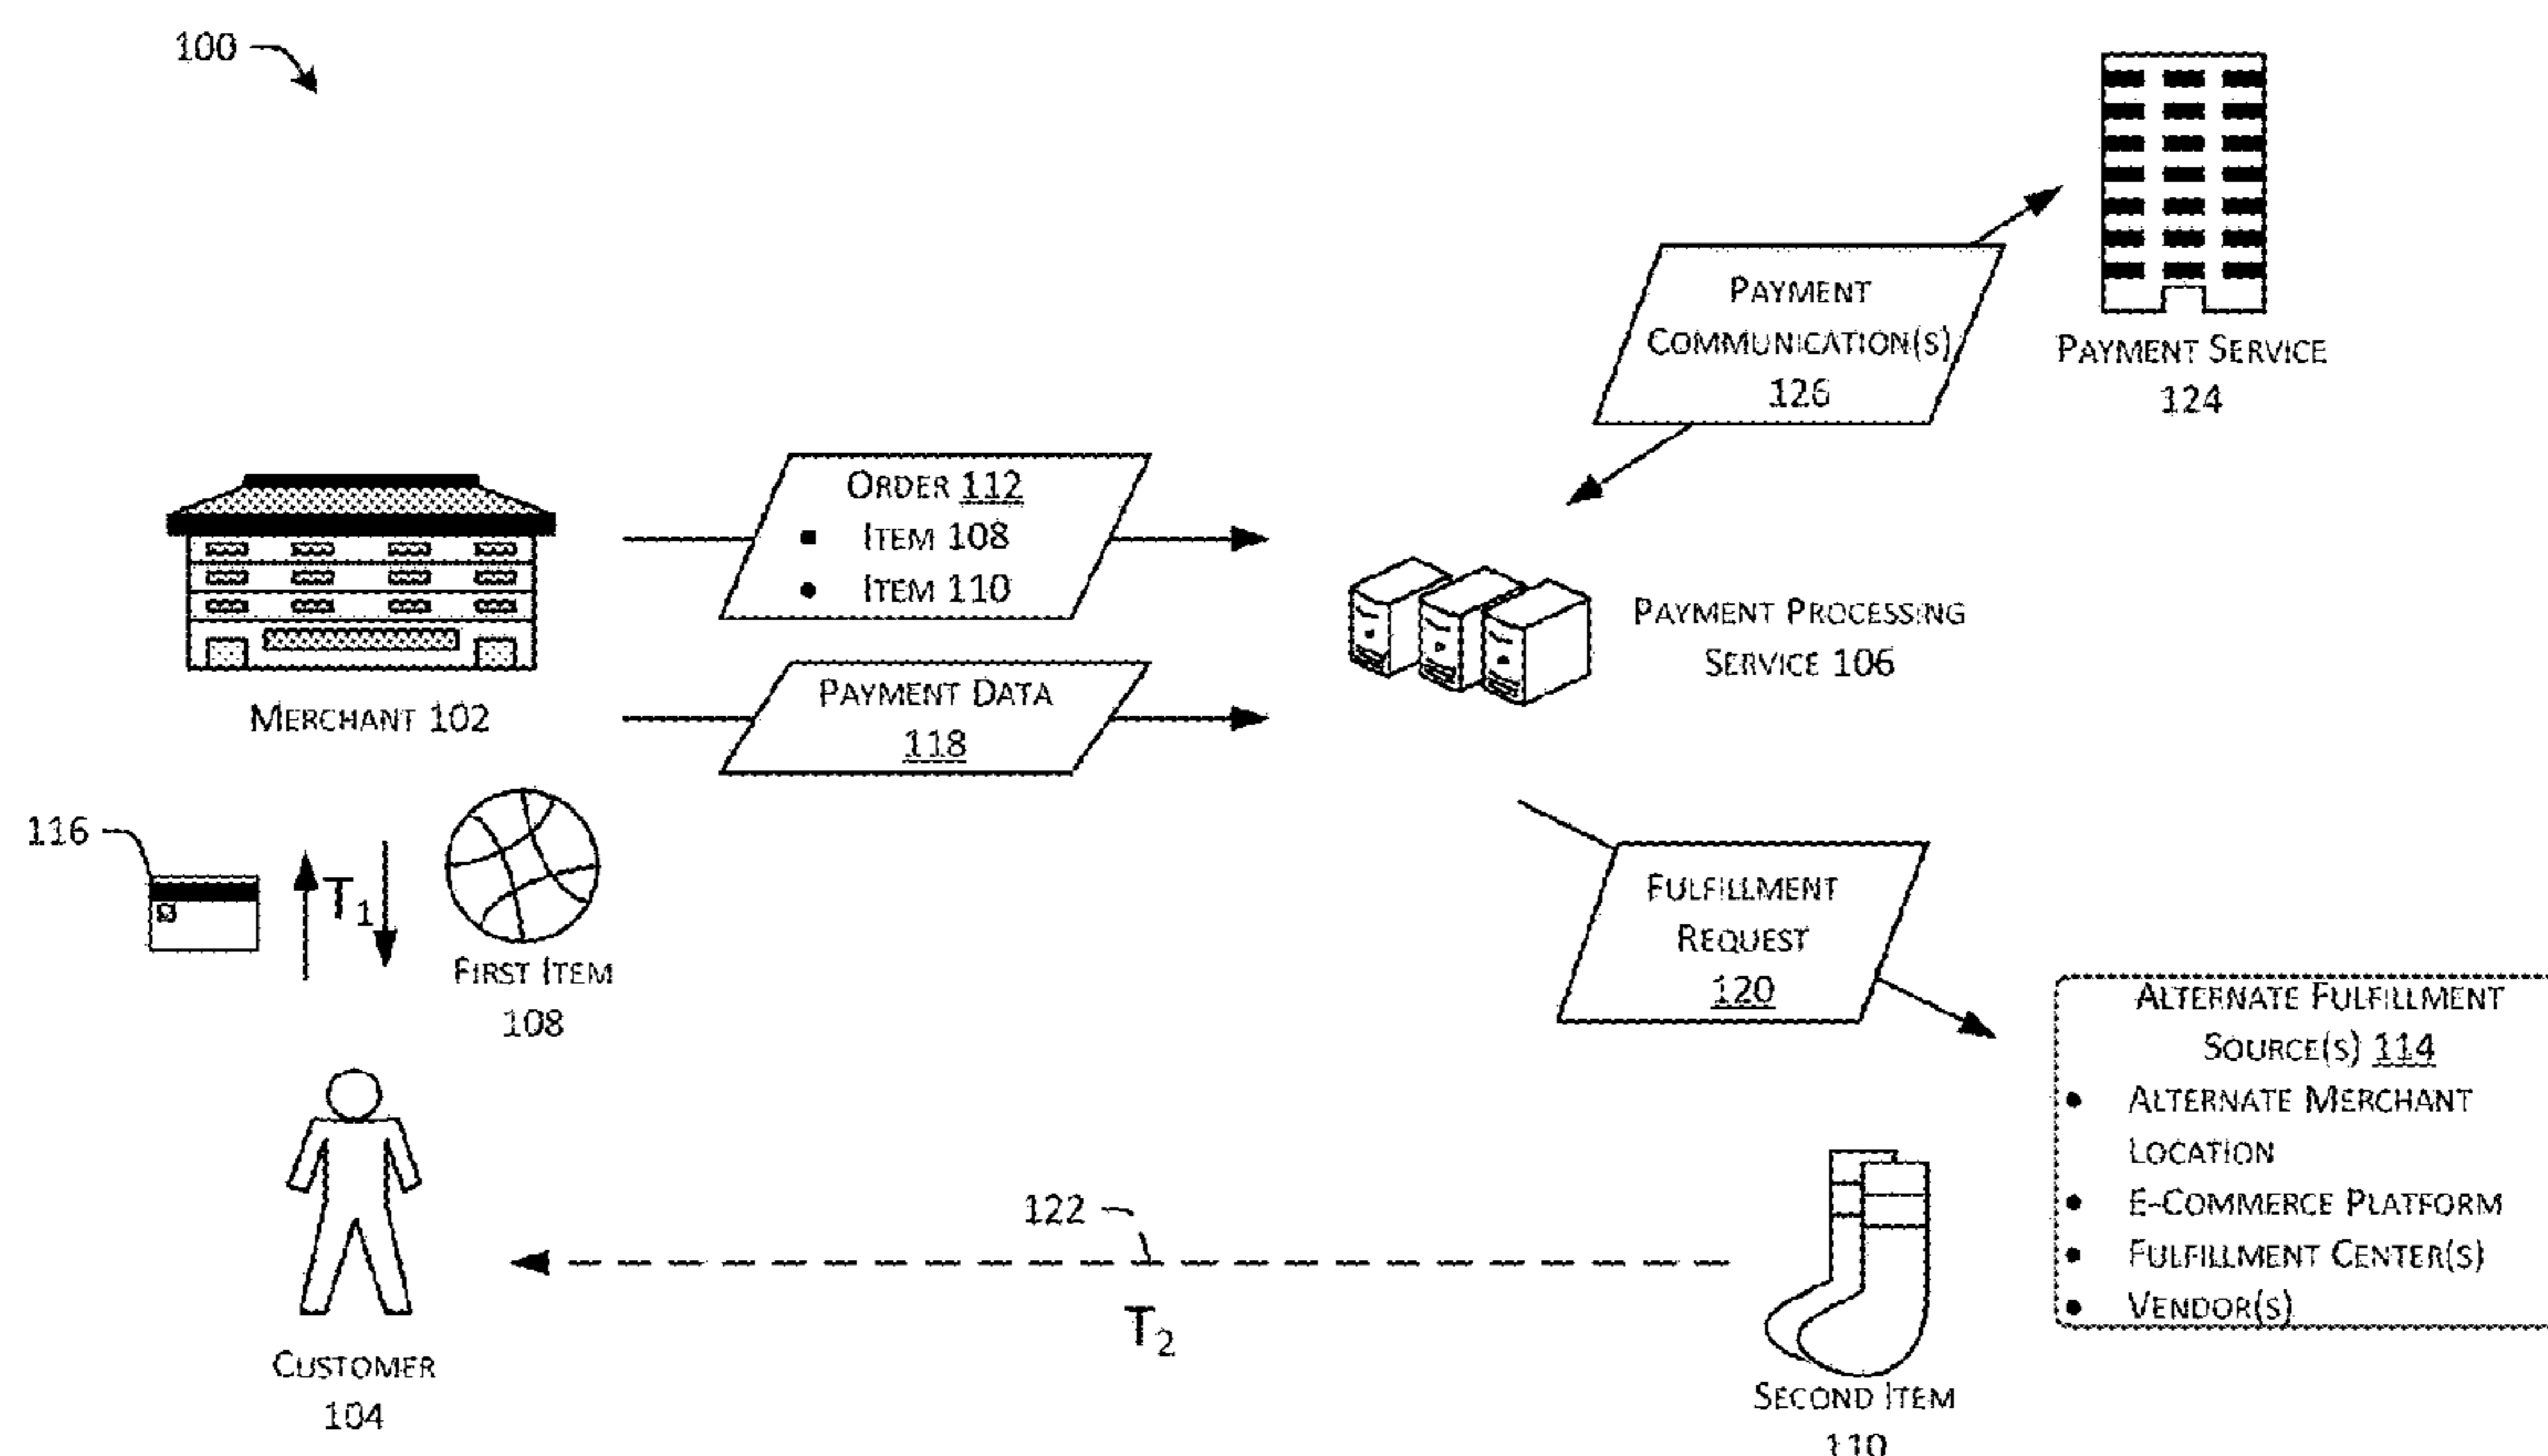 100
PAYMENT
COMMUNICATION(S)
126
PAYMENT SERVICE
124
ORDER 112
ITEM 108
ITEM 110
MERCHANT 102
PAYMENT DATA
118
PAYMENT PROCESSING
SERVICE 106
116
T1
FIRST ITEM
108
FULFILLMENT
REQUEST
120
ALTERNATE FULFILLMENT
SOURCE(S) 114
ALTERNATE MERCHANT
LOCATION
E-COMMERCE PLATFORM
FULFILLMENT CENTER(S)
VENDOR(S)
122
T2
CUSTOMER
104
SECOND ITEM
110